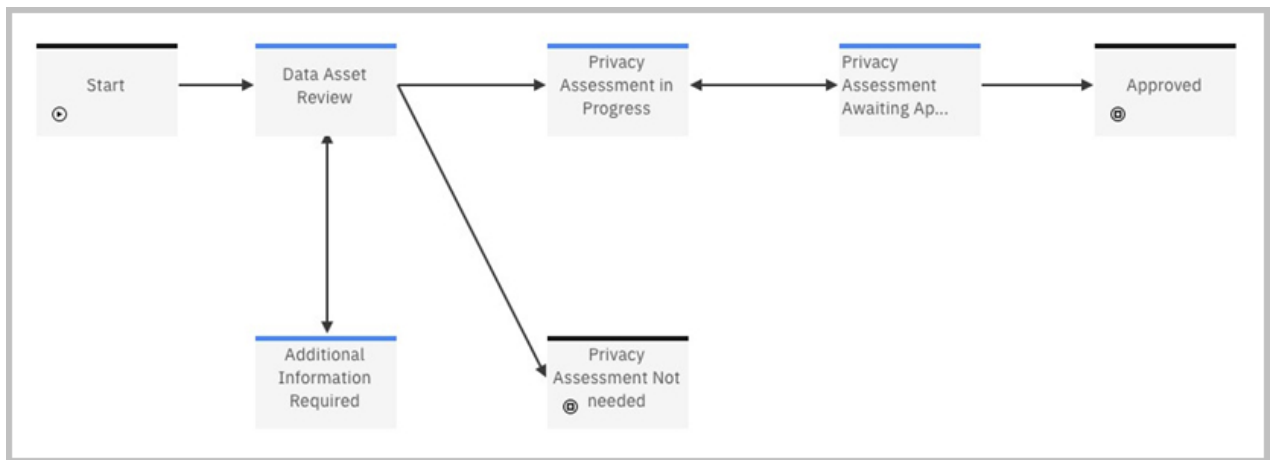 Start
Data Asset
Review
Privacy
Assessment in
Progress
Privacy
Assessment
Awaiting Ap...
Approved
Additional
Information
Required
Privacy
Assessment Not
needed